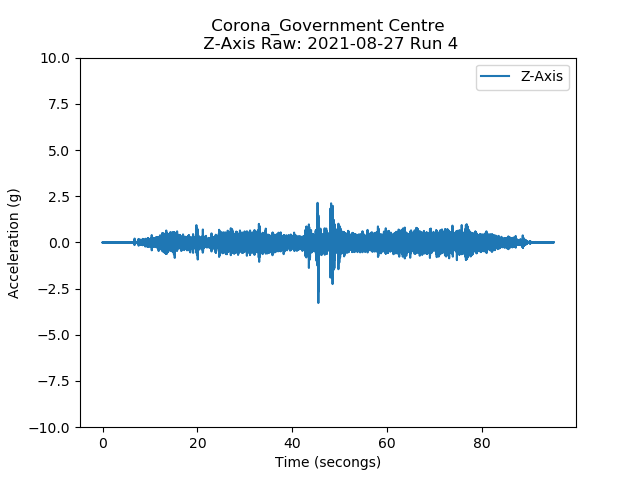 Corona_Government Centre
Z-Axis Raw: 2021-08-27 Run 4
Z-Axis
10.0
7.5
5.0
2.5
0.0
−2.5
−5.0
−7.5
−10.0
Acceleration (g)
0 20 40 60 80
Time (secongs)